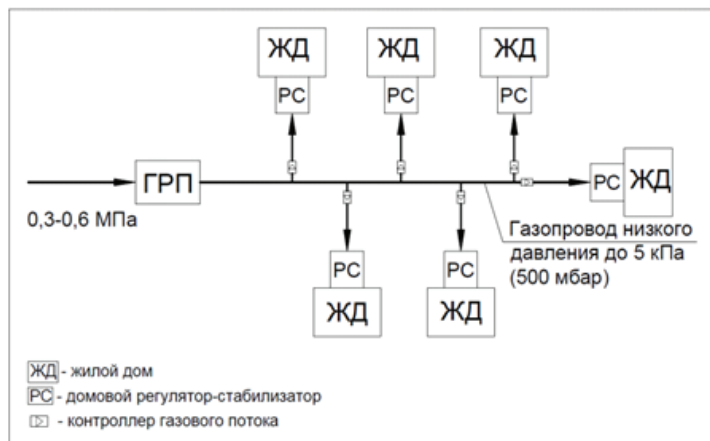 ЖД ЖД ЖД
РС РС РС
ГРП
РС ЖД
0,3-0,6 МПа
Газопровод низкого
давления до 5 кПа
(500 мбар)
РС РС
ЖД ЖД
ЖД - жилой дом
РС - домовой регулятор-стабилизатор
- контроллер газового потока